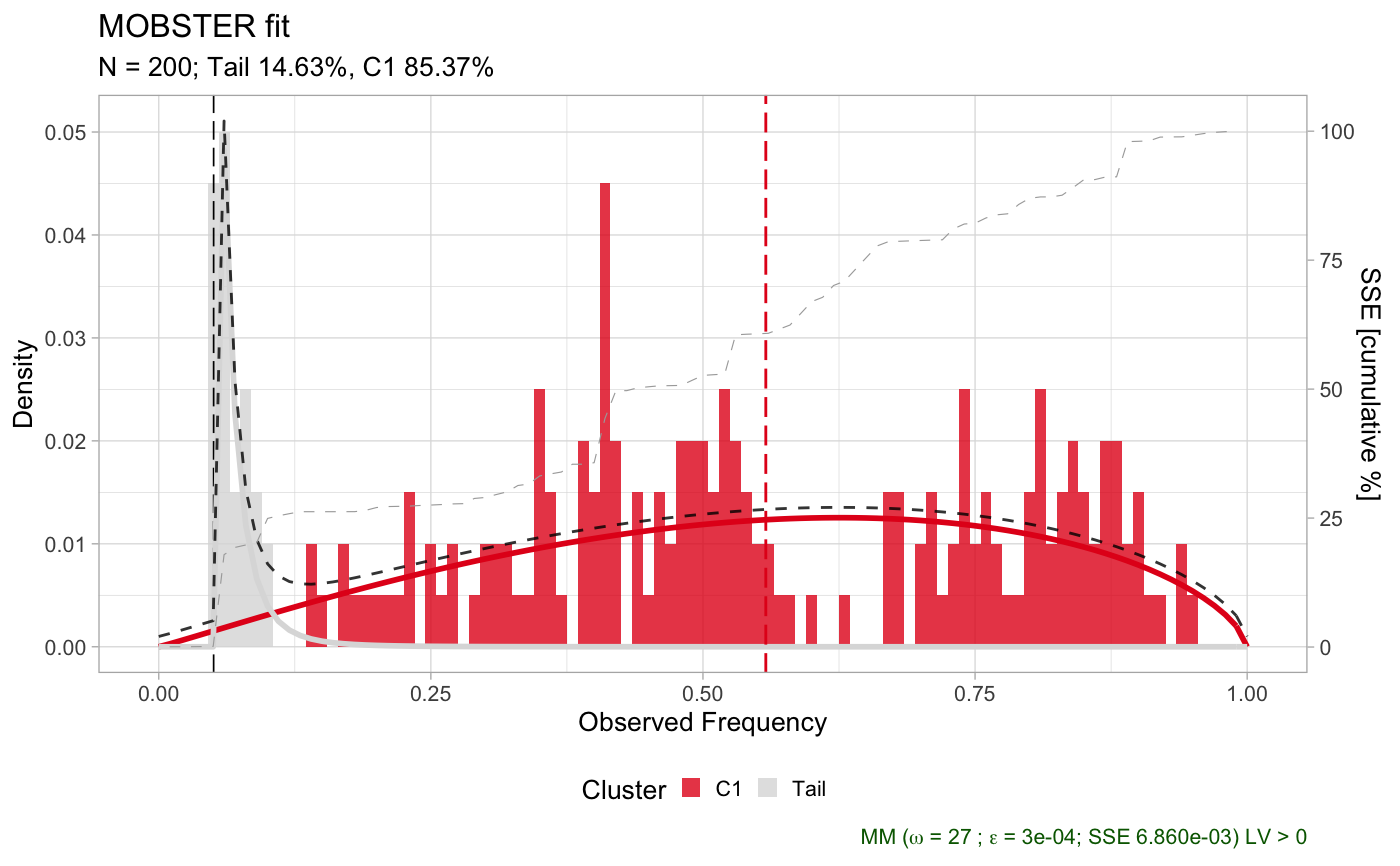 MOBSTER fit
N = 200; Tail 14.63%, C1 85.37%
0.05
0.04
0.03
0.02
0.01
0.00
Density
100
75
50
25
0
SSE [cumulative %]
0.00 0.25 0.50 0.75 1.00
Observed Frequency
Cluster C1 Tail
MM (ω = 27 ; ε = 3e-04; SSE 6.860e-03) LV > 0